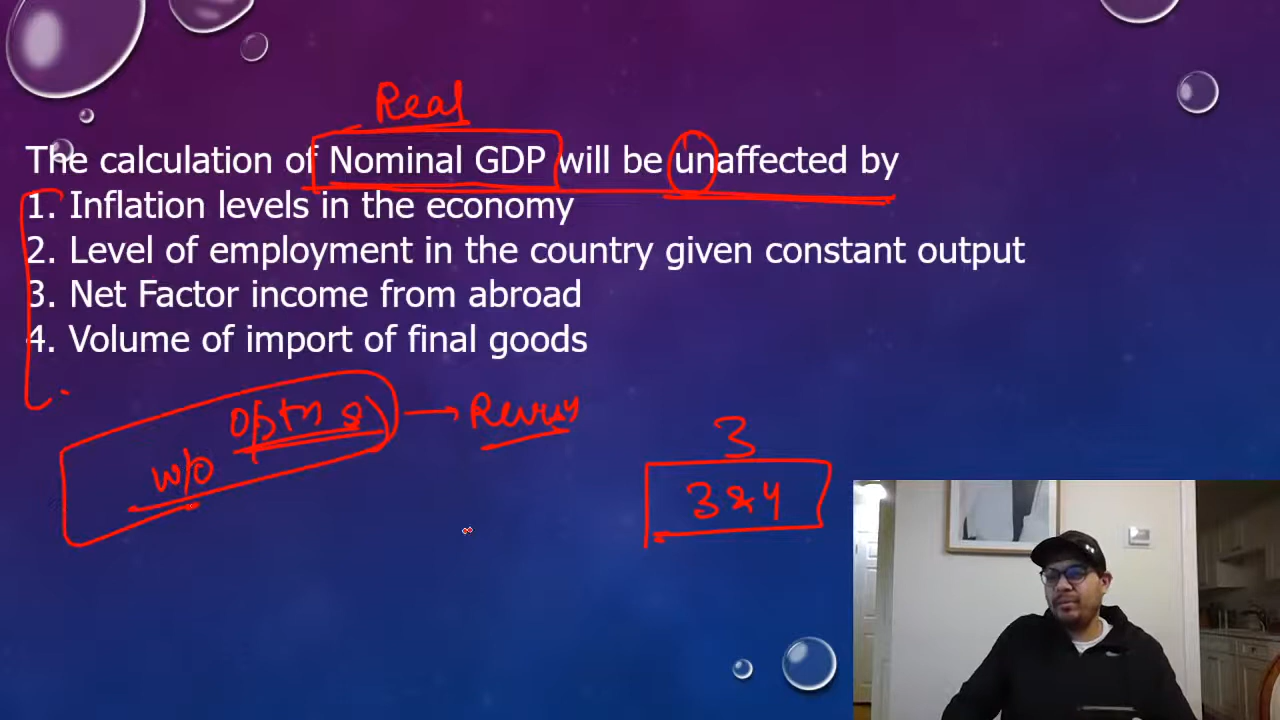 Real
The calculation of Nominal GDP will be unaffected by
1. Inflation levels in the economy
2. Level of employment in the country given constant output
3. Net Factor income from abroad
4. Volume of import of final goods
w/o optn s →
3
3 & 4